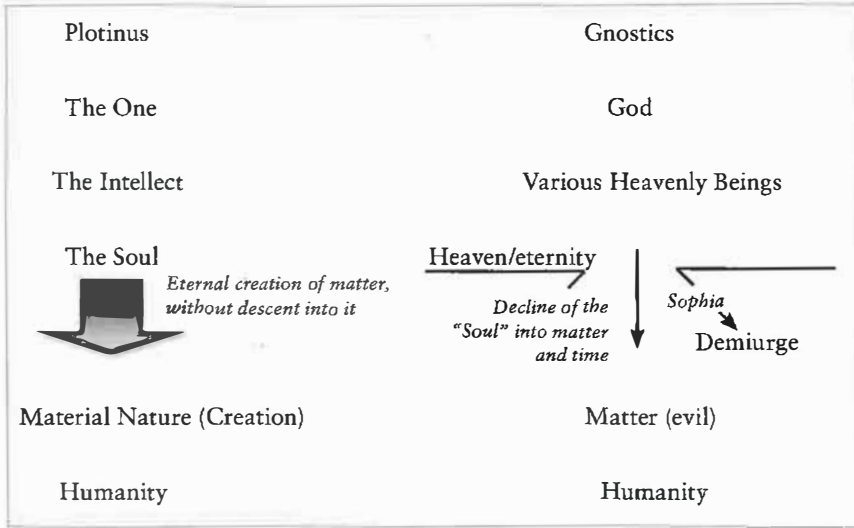 Plotinus
Gnostics
The One
God
The Intellect
Various Heavenly Beings
The Soul
Eternal creation of matter,
without descent into it
Heaven/eternity
Decline of the
"Soul" into matter
and time
Sophia
Demiurge
Material Nature (Creation)
Matter (evil)
Humanity
Humanity